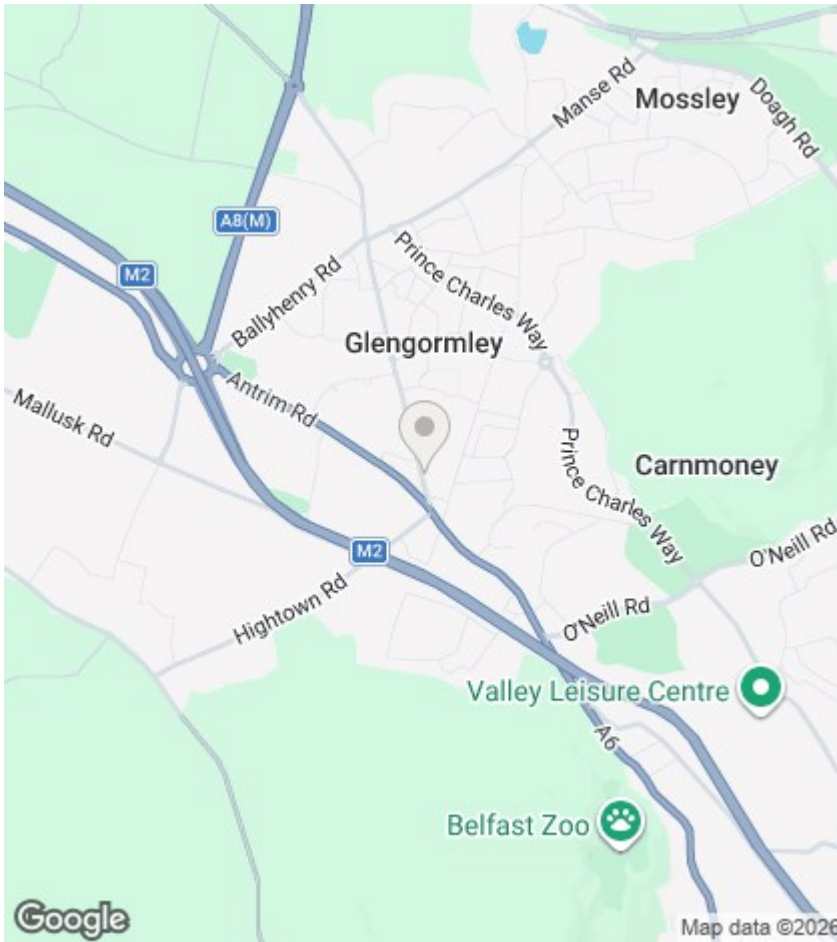 Manse Rd
Mossley
Doagh Rd
A8(M)
M2
Ballyhenry Rd
Prince Charles Way
Glengormley
Antrim Rd
Mallusk Rd
Carnmoney
Prince Charles Way
M2
O'Neill Rd
Hightown Rd
O'Neill Rd
Valley Leisure Centre
A6
Belfast Zoo
Google
Map data ©2026